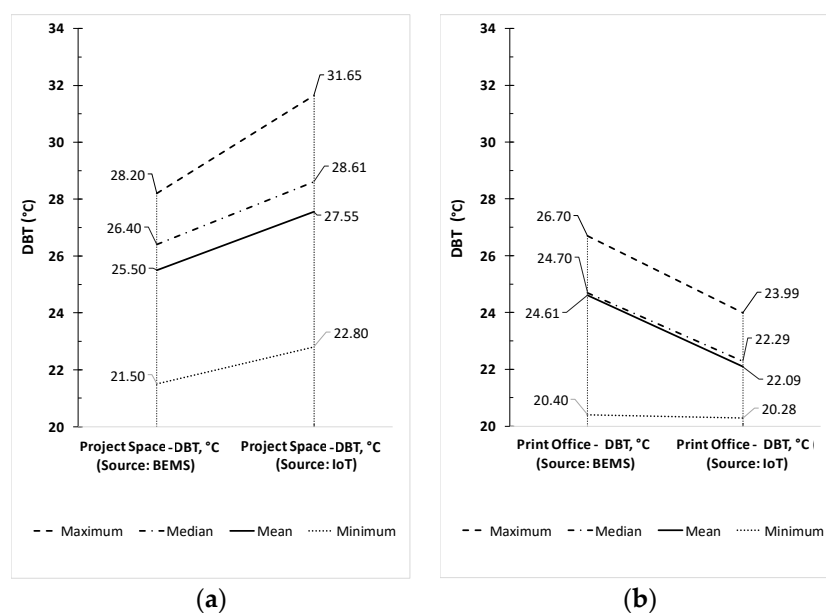 34
32
30
28
26
24
22
20
DBT (°C)
31.65
28.20
28.61
26.40
27.55
25.50
22.80
21.50
Project Space -DBT, °C
(Source: BEMS)
Project Space -DBT, °C
(Source: IoT)
Maximum
Median
Mean
Minimum
(a)
34
32
30
28
26
24
22
20
DBT (°C)
26.70
24.70
23.99
24.61
22.29
22.09
20.40
20.28
Print Office - DBT, °C
(Source: BEMS)
Print Office - DBT, °C (
(Source: IoT)
Maximum
Median
Mean
Minimum
(b)